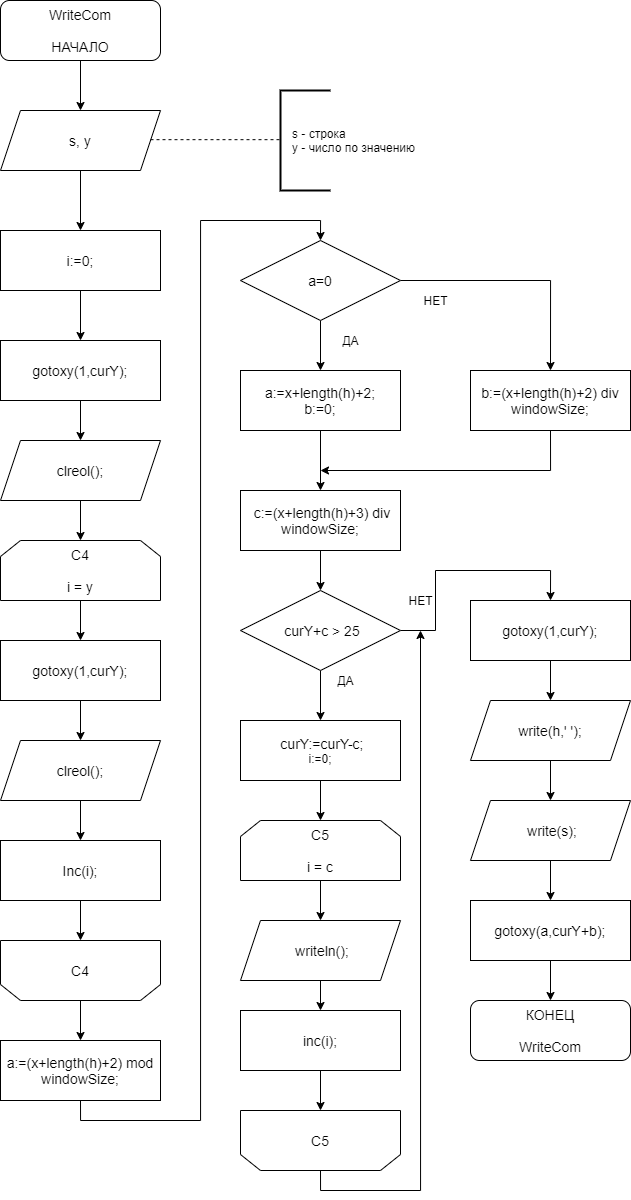 WriteCom
НАЧАЛО
s, y
s - строка
y - число по значению
i:=0;
gotoxy(1,curY);
clreol();
C4
i = y
gotoxy(1,curY);
clreol();
Inc(i);
C4
a:=(x+length(h)+2) mod
windowSize;
a=0
НЕТ
ДА
a:=x+length(h)+2;
b:=0;
b:=(x+length(h)+2) div
windowSize;
c:=(x+length(h)+3) div
windowSize;
curY+c > 25
НЕТ
ДА
curY:=curY-c;
i:=0;
C5
i = c
writeln();
inc(i);
C5
gotoxy(1,curY);
write(h,' ');
write(s);
gotoxy(a,curY+b);
КОНЕЦ
WriteCom